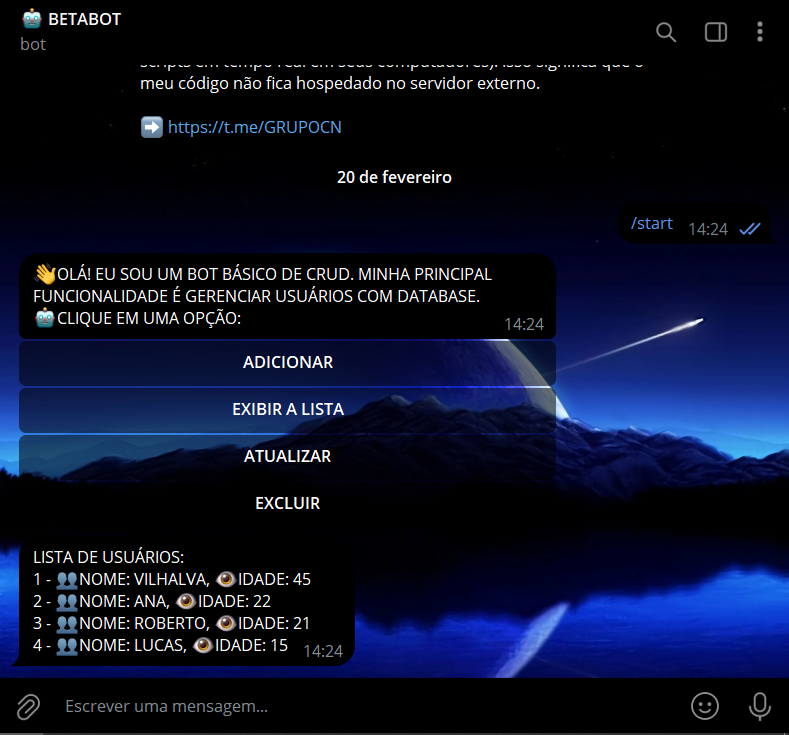 🤖 BETABOT
bot
meu código não fica hospedado no servidor externo.
➡️ https://t.me/GRUPOCN
20 de fevereiro
/start 14:24
👋OLÁ! EU SOU UM BOT BÁSICO DE CRUD. MINHA PRINCIPAL
FUNCIONALIDADE É GERENCIAR USUÁRIOS COM DATABASE.
🤖CLIQUE EM UMA OPÇÃO:
14:24
ADICIONAR
EXIBIR A LISTA
ATUALIZAR
EXCLUIR
LISTA DE USUÁRIOS:
1 - 👥NOME: VILHALVA, 👁️IDADE: 45
2 - 👥NOME: ANA, 👁️IDADE: 22
3 - 👥NOME: ROBERTO, 👁️IDADE: 21
4 - 👥NOME: LUCAS, 👁️IDADE: 15
14:24
Escrever uma mensagem...